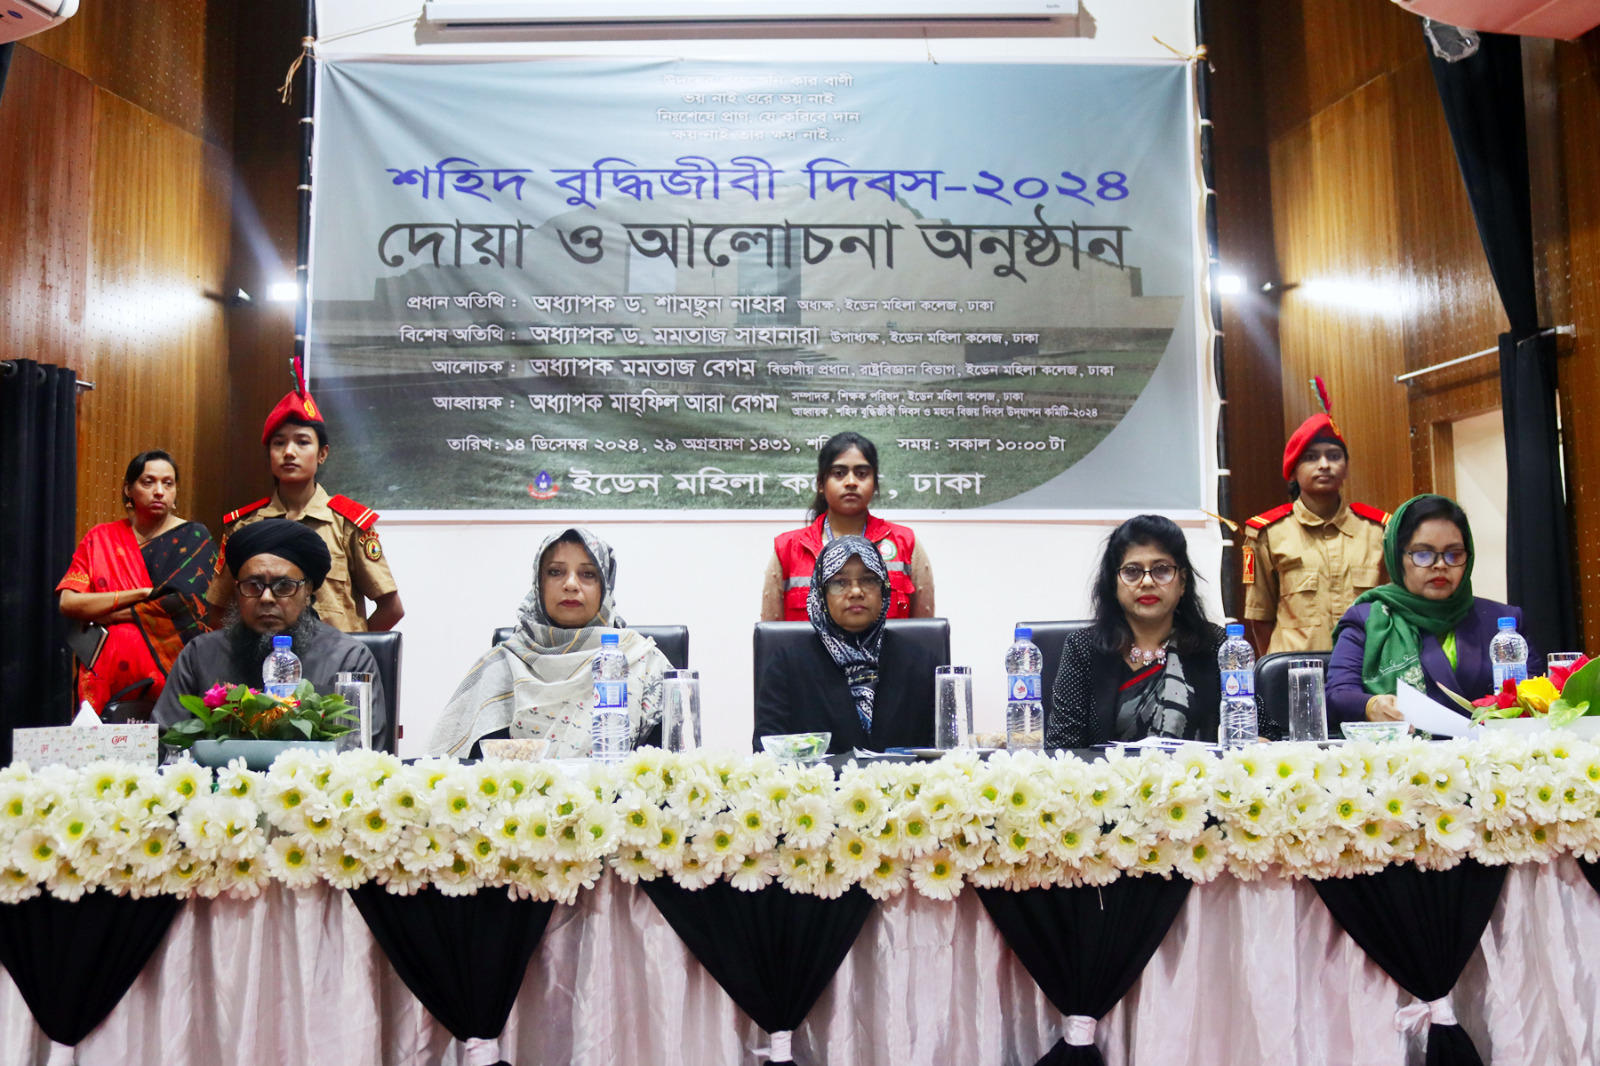 উদয়ের পথে শুনি কার বাণী
ভয় নাই ওরে ভয় নাই
নিঃশেষে প্রাণ যে করিবে দান
ক্ষয় নাই তার ক্ষয় নাই...
শহিদ বুদ্ধিজীবী দিবস-২০২৪
দোয়া ও আলোচনা অনুষ্ঠান
প্রধান অতিথি : অধ্যাপক ড. শামছুন নাহার অধ্যক্ষ, ইডেন মহিলা কলেজ, ঢাকা
বিশেষ অতিথি : অধ্যাপক ড. মমতাজ সাহানারা উপাধ্যক্ষ, ইডেন মহিলা কলেজ, ঢাকা
আলোচক : অধ্যাপক মমতাজ বেগম বিভাগীয় প্রধান, রাষ্ট্রবিজ্ঞান বিভাগ, ইডেন মহিলা কলেজ, ঢাকা
আহ্বায়ক : অধ্যাপক মাহ্ফিল আরা বেগম সম্পাদক, শিক্ষক পরিষদ, ইডেন মহিলা কলেজ, ঢাকা
আহ্বায়ক, শহিদ বুদ্ধিজীবী দিবস ও মহান বিজয় দিবস উদ্‌যাপন কমিটি-২০২৪
তারিখ: ১৪ ডিসেম্বর ২০২৪, ২৯ অগ্রহায়ণ ১৪৩১, সময়: সকাল ১০:০০ টা
ইডেন মহিলা, ঢাকা